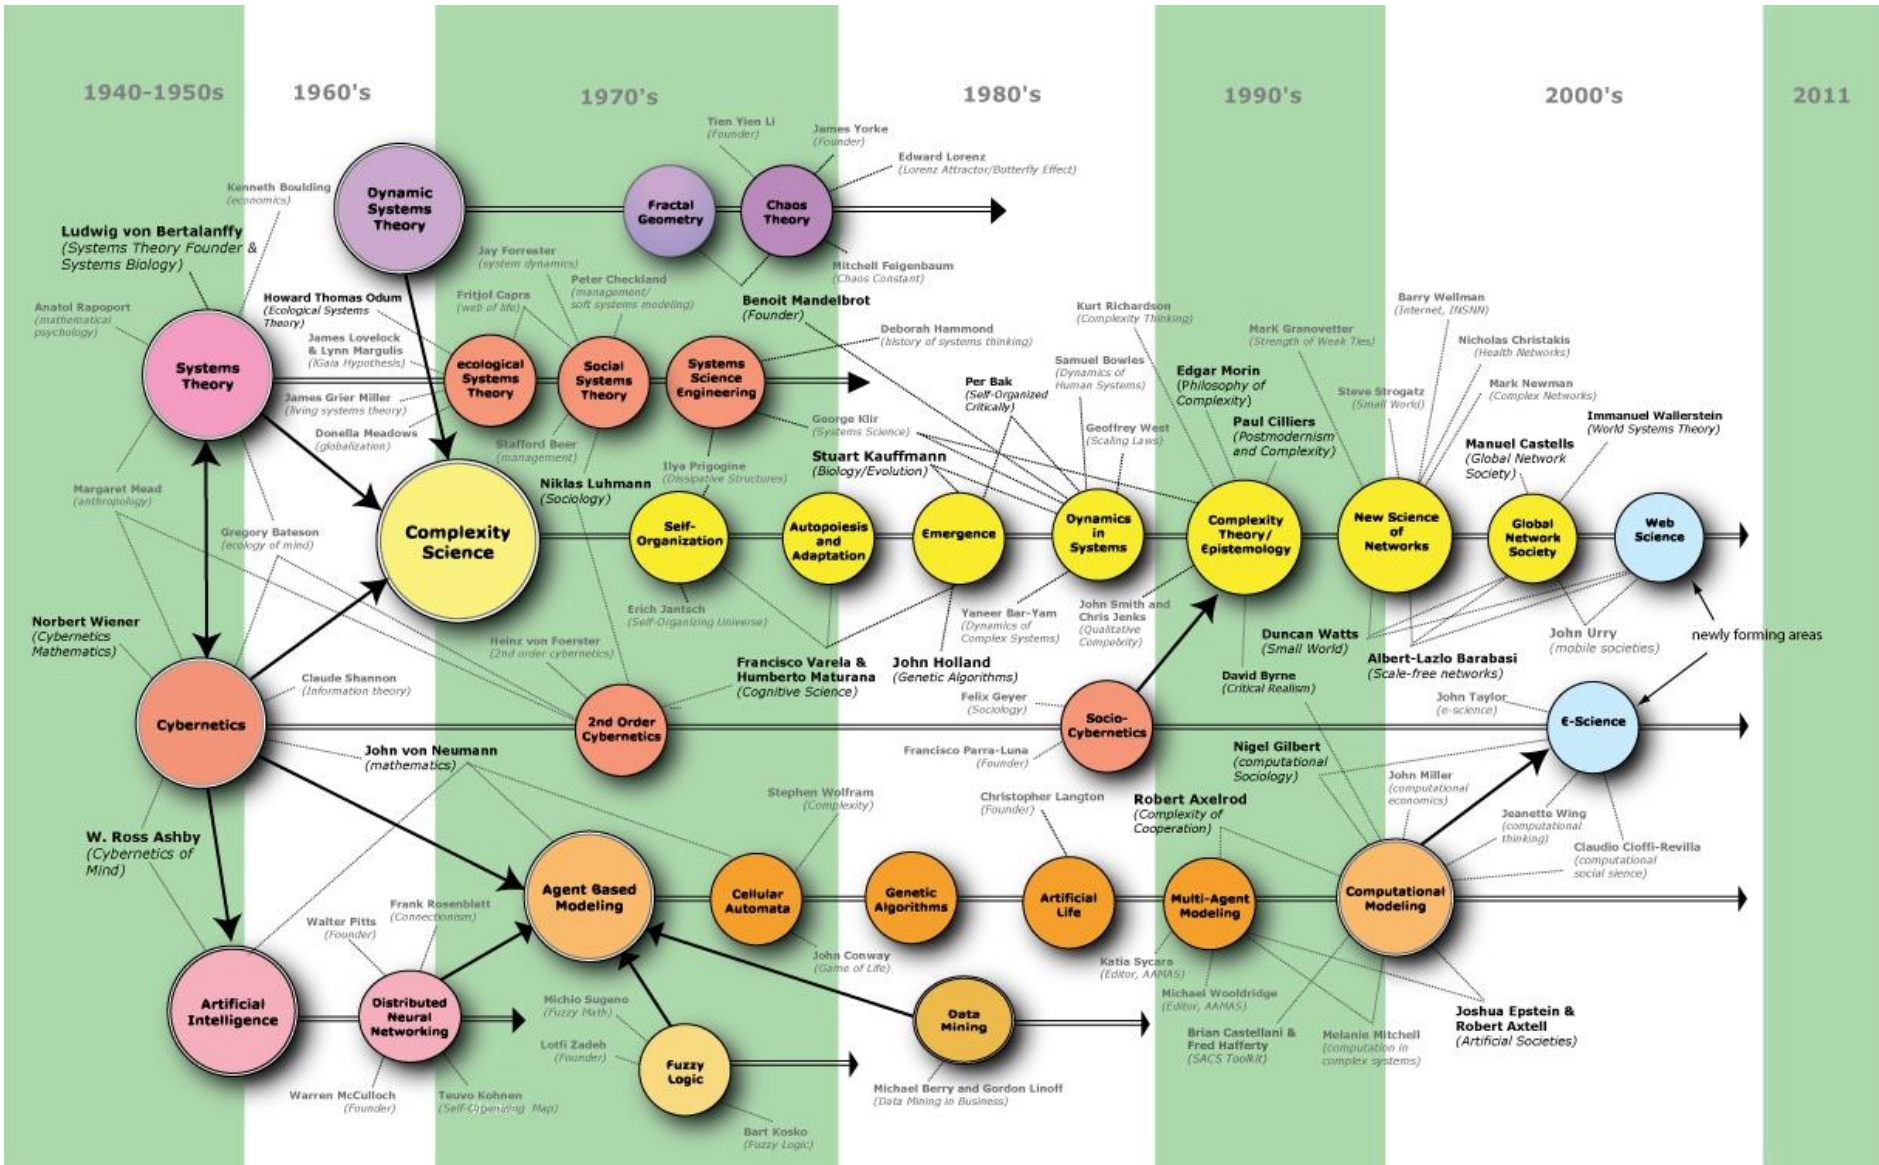 1940-1950s
1960's
1970's
1980's
1990's
2000's
2011
Tien Yien Li
(Founder)
James Yorke
(Founder)
Edward Lorenz
(Lorenz Attractor/Butterfly Effect)
Kenneth Boulding
(economics)
Dynamic
Systems
Theory
Fractal
Geometry
Chaos
Theory
Ludwig von Bertalanffy
(Systems Theory Founder &
Systems Biology)
Jay Forrester
(system dynamics)
Peter Checkland
(management/
soft systems modeling)
Mitchell Feigenbaum
(Chaos Constant)
Anatol Rapoport
(mathematical
psychology)
Howard Thomas Odum
(Ecological Systems
Theory)
Fritjof Capra
(web of life)
Benoit Mandelbrot
(Founder)
Kurt Richardson
(Complexity Thinking)
Barry Wellman
(Internet, INSNN)
James Lovelock
& Lynn Margulis
(Gaia Hypothesis)
Deborah Hammond
(history of systems thinking)
Mark Granovetter
(Strength of Weak Ties)
Nicholas Christakis
(Health Networks)
Systems
Theory
ecological
Systems
Theory
Social
Systems
Theory
Systems
Science
Engineering
Per Bak
(Self-Organized
Critically)
Samuel Bowles
(Dynamics of
Human Systems)
Edgar Morin
(Philosophy of
Complexity)
Steve Strogatz
(Small World)
Mark Newman
(Complex Networks)
James Grier Miller
(living systems theory)
Donella Meadows
(globalization)
Stafford Beer
(management)
George Klir
(Systems Science)
Geoffrey West
(Scaling Laws)
Paul Cilliers
(Postmodernism
and Complexity)
Manuel Castells
(Global Network
Society)
Immanuel Wallerstein
(World Systems Theory)
Margaret Mead
(anthropology)
Niklas Luhmann
(Sociology)
Ilya Prigogine
(Dissipative Structures)
Stuart Kauffmann
(Biology/Evolution)
Gregory Bateson
(ecology of mind)
Complexity
Science
Self-
Organization
Autopoiesis
and
Adaptation
Emergence
Dynamics
in
Systems
Complexity
Theory/
Epistemology
New Science
of
Networks
Global
Network
Society
Web
Science
Norbert Wiener
(Cybernetics
Mathematics)
Erich Jantsch
(Self-Organizing Universe)
Heinz von Foerster
(2nd order cybernetics)
Yaneer Bar-Yam
(Dynamics of
Complex Systems)
John Smith and
Chris Jenks
(Qualitative
Compelxity)
Duncan Watts
(Small World)
John Urry
(mobile societies)
newly forming areas
Claude Shannon
(Information theory)
Francisco Varela &
Humberto Maturana
(Cognitive Science)
John Holland
(Genetic Algorithms)
Albert-Lazlo Barabasi
(Scale-free networks)
David Byrne
(Critical Realism)
Felix Geyer
(Sociology)
John Taylor
(e-science)
Cybernetics
2nd Order
Cybernetics
Socio-
Cybernetics
E-Science
John von Neumann
(mathematics)
Francisco Parra-Luna
(Founder)
Nigel Gilbert
(computational
Sociology)
John Miller
(computational
economics)
Stephen Wolfram
(Complexity)
Christopher Langton
(Founder)
Robert Axelrod
(Complexity of
Cooperation)
Jeanette Wing
(computational
thinking)
W. Ross Ashby
(Cybernetics of
Mind)
Claudio Cioffi-Revilla
(computational
social sience)
Agent Based
Modeling
Cellular
Automata
Genetic
Algorithms
Artificial
Life
Multi-Agent
Modeling
Computational
Modeling
Frank Rosenblatt
(Connectionism)
Walter Pitts
(Founder)
John Conway
(Game of Life)
Katia Sycara
(Editor, AAMAS)
Michael Wooldridge
(Editor, AAMAS)
Artificial
Intelligence
Distributed
Neural
Networking
Michio Sugeno
(Fuzzy Math)
Data
Mining
Joshua Epstein &
Robert Axtell
(Artificial Societies)
Brian Castellani &
Fred Hafferty
(SACS Toolkit)
Melanie Mitchell
(computation in
complex systems)
Lotfi Zadeh
(Founder)
Fuzzy
Logic
Warren McCulloch
(Founder)
Teuvo Kohnen
(Self-Organizing Map)
Michael Berry and Gordon Linoff
(Data Mining in Business)
Bart Kosko
(Fuzzy Logic)